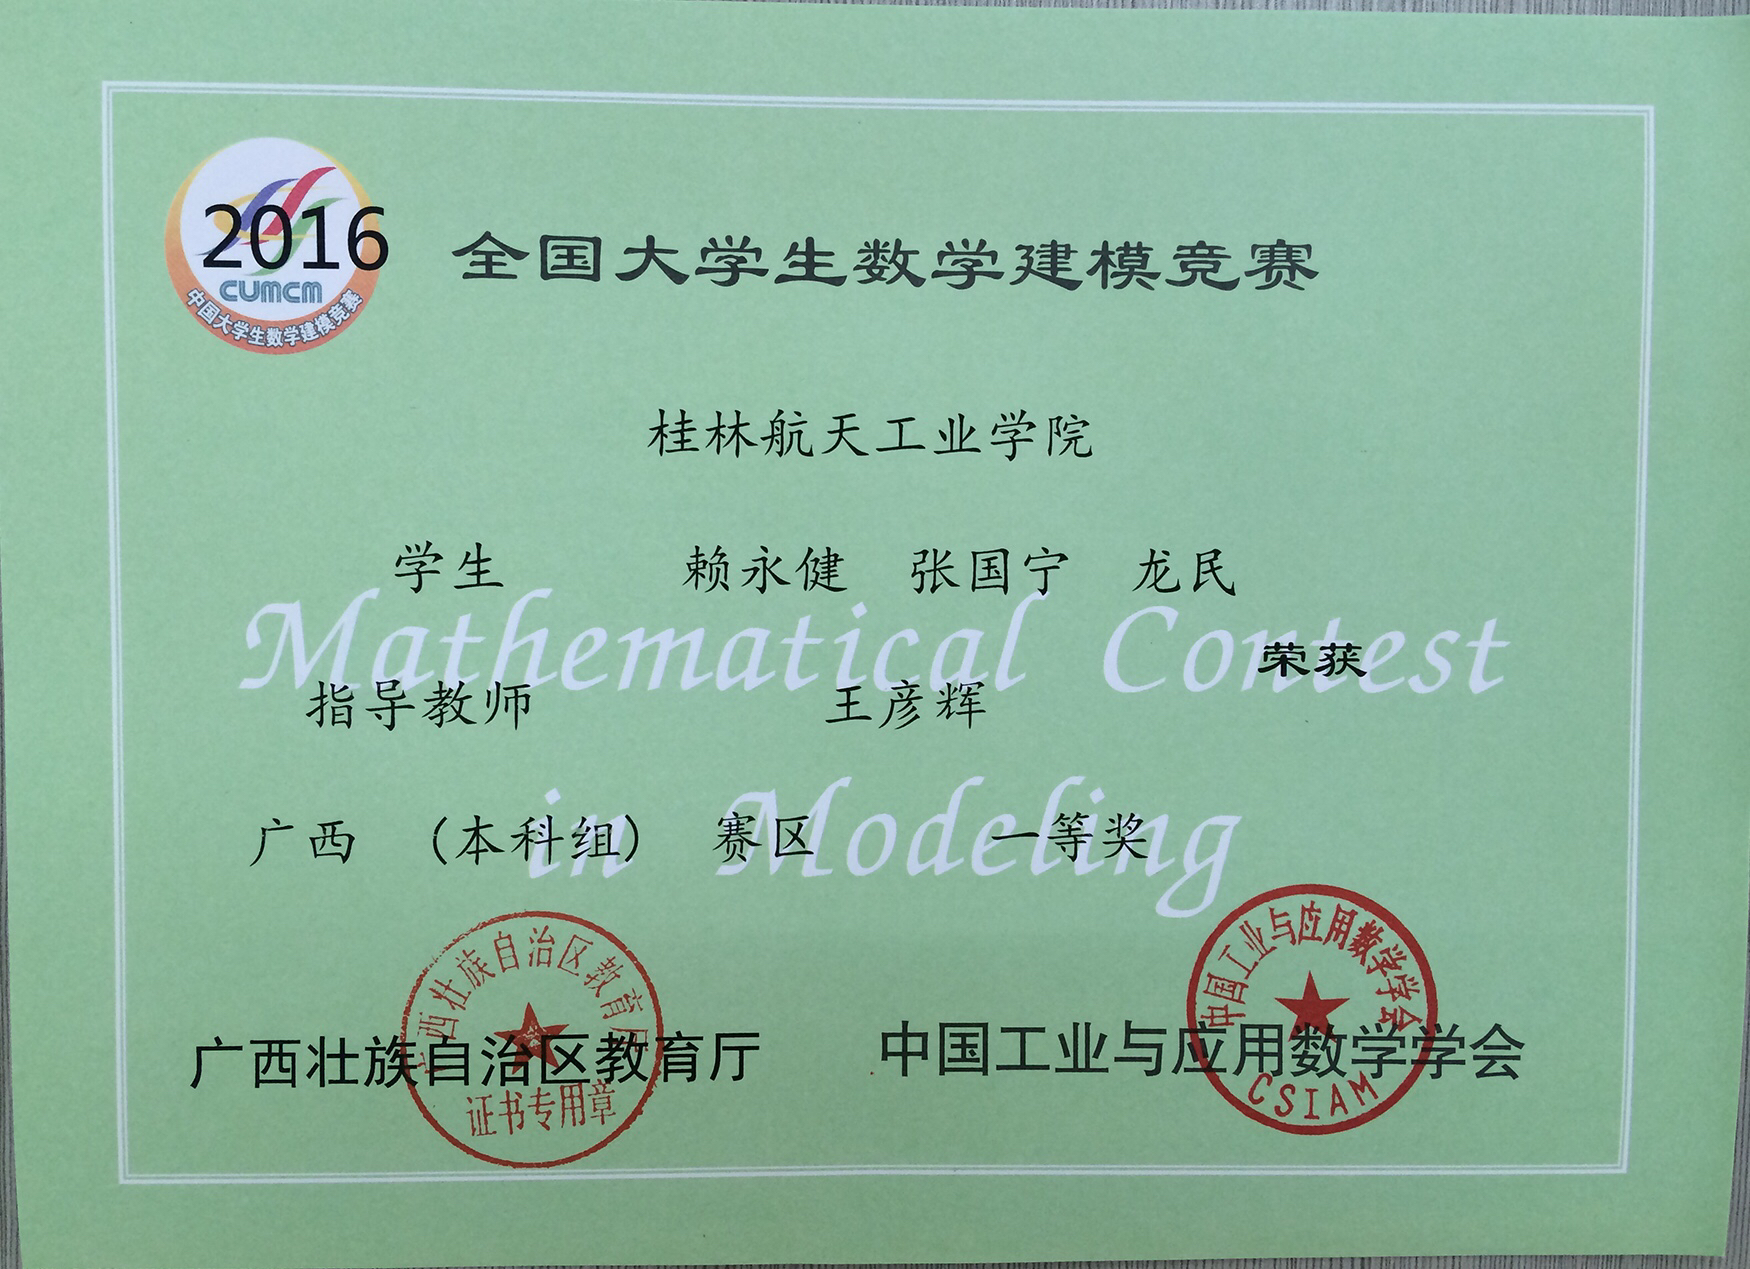 2016
CUMCM
中国大学生数学建模竞赛
全国大学生数学建模竞赛
桂林航天工业学院
学生 赖永健 张国宁 龙民
Mathematical Contest
荣获
指导教师 王彦辉
in Modeling
广西 (本科组) 赛区 一等奖
广西壮族自治区教育厅
证书专用章
广西壮族自治区教育厅
中国工业与应用数学学会
CSIAM
中国工业与应用数学学会